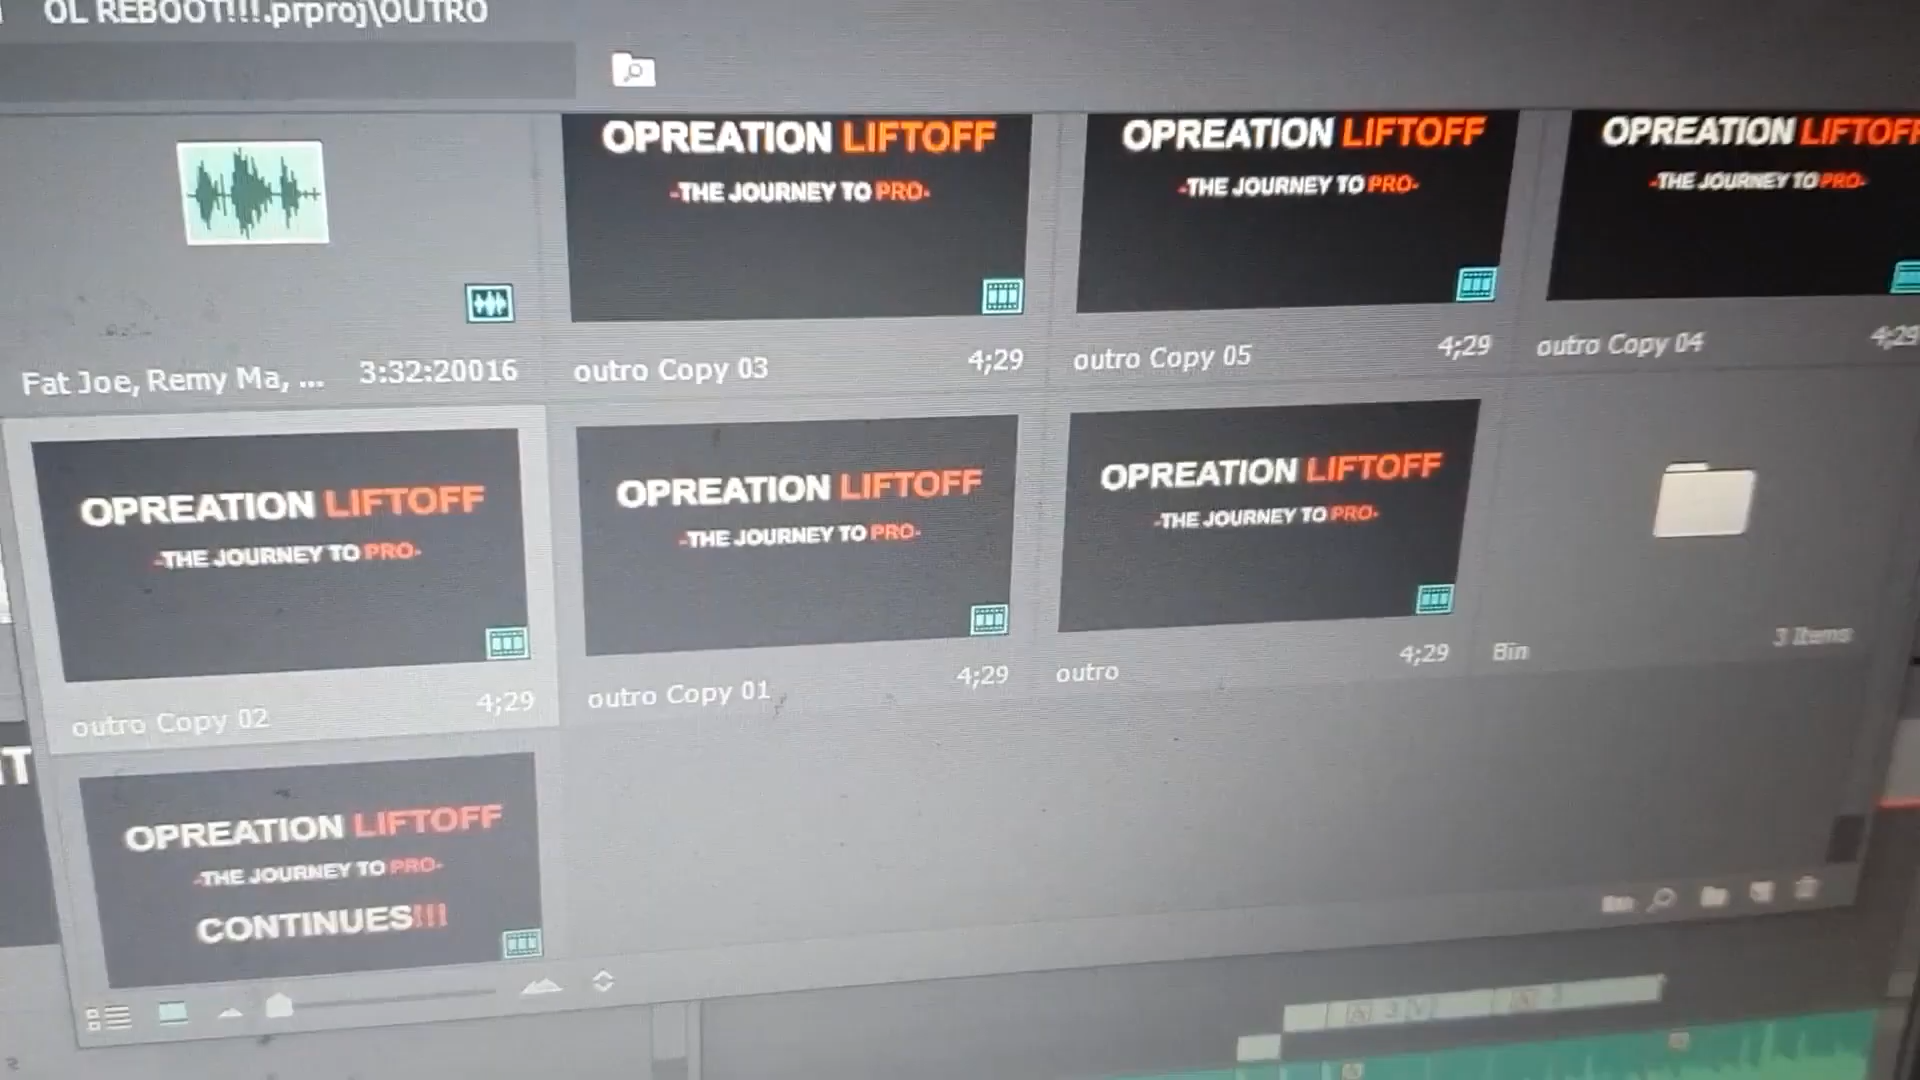 OL REBOOT!!!.prproj\OUTRO
OPREATION LIFTOFF
-THE JOURNEY TO PRO-
OPREATION LIFTOFF
-THE JOURNEY TO PRO-
OPREATION LIFTOFF
-THE JOURNEY TO PRO-
Fat Joe, Remy Ma, ... 3:32:20016
outro Copy 03 4;29
outro Copy 05 4;29
outro Copy 04 4;29
OPREATION LIFTOFF
-THE JOURNEY TO PRO-
OPREATION LIFTOFF
-THE JOURNEY TO PRO-
OPREATION LIFTOFF
-THE JOURNEY TO PRO-
outro Copy 02 4;29
outro Copy 01 4;29
outro 4;29
Bin 3 Items
OPREATION LIFTOFF
-THE JOURNEY TO PRO-
CONTINUES!!!